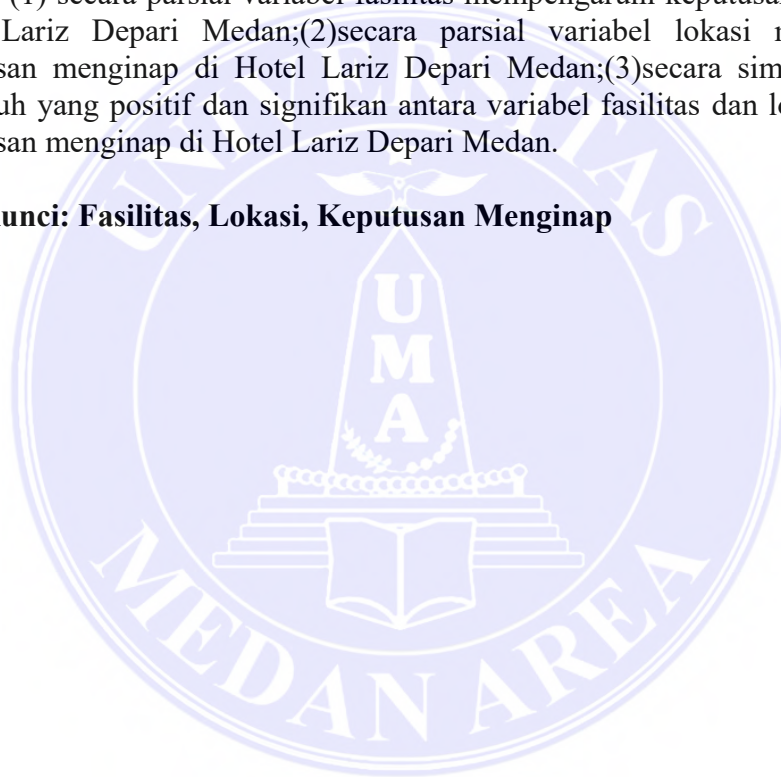 (1) secara parsial variabel fasilitas mempengaruhi keputusan
Lariz Depari Medan;(2)secara parsial variabel lokasi
san menginap di Hotel Lariz Depari Medan;(3)secara sim
uh yang positif dan signifikan antara variabel fasilitas dan
san menginap di Hotel Lariz Depari Medan.
unci: Fasilitas, Lokasi, Keputusan Menginap
UNIVERSITAS
U
M
A
MEDAN AREA